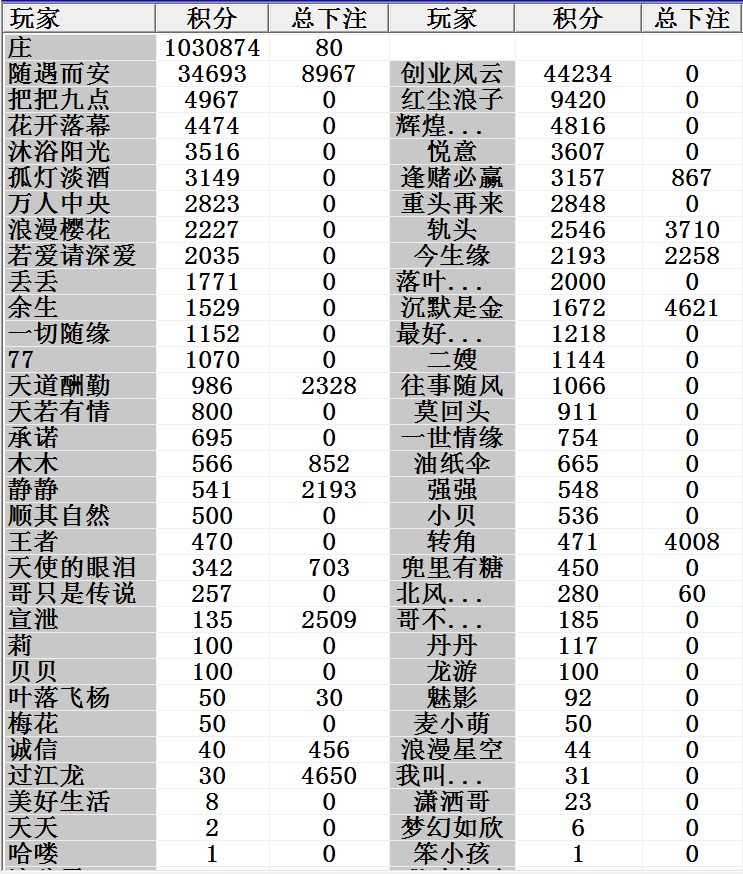 玩家 积分 总下注 玩家 积分 总下注
庄 1030874 80
随遇而安 34693 8967 创业风云 44234 0
把把九点 4967 0 红尘浪子 9420 0
花开落幕 4474 0 辉煌... 4816 0
沐浴阳光 3516 0 悦意 3607 0
孤灯淡酒 3149 0 逢赌必赢 3157 867
万人中央 2823 0 重头再来 2848 0
浪漫樱花 2227 0 轨头 2546 3710
若爱请深爱 2035 0 今生缘 2193 2258
丢丢 1771 0 落叶... 2000 0
余生 1529 0 沉默是金 1672 4621
一切随缘 1152 0 最好... 1218 0
77 1070 0 二嫂 1144 0
天道酬勤 986 2328 往事随风 1066 0
天若有情 800 0 莫回头 911 0
承诺 695 0 一世情缘 754 0
木木 566 852 油纸伞 665 0
静静 541 2193 强强 548 0
顺其自然 500 0 小贝 536 0
王者 470 0 转角 471 4008
天使的眼泪 342 703 兜里有糖 450 0
哥只是传说 257 0 北风... 280 60
宣泄 135 2509 哥不... 185 0
莉 100 0 丹丹 117 0
贝贝 100 0 龙游 100 0
叶落飞杨 50 30 魅影 92 0
梅花 50 0 麦小萌 50 0
诚信 40 456 浪漫星空 44 0
过江龙 30 4650 我叫... 31 0
美好生活 8 0 潇洒哥 23 0
天天 2 0 梦幻如欣 6 0
哈喽 1 0 笨小孩 1 0